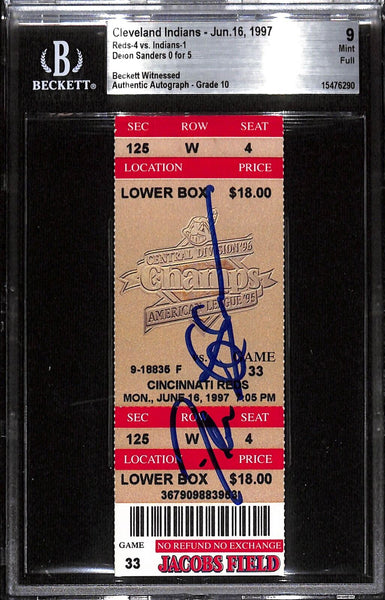 BECKETT®
Cleveland Indians - Jun.16, 1997
Reds-4 vs. Indians-1
Deion Sanders 0 for 5
Beckett Witnessed
Authentic Autograph - Grade 10
9
Mint
Full
15476290
SEC ROW SEAT
125 W 4
LOCATION PRICE
LOWER BOX $18.00
CENTRAL DIVISION '96
Champs
AMERICAN LEAGUE '95
GAME
9-18836 F 33
CINCINNATI REDS
MON., JUNE 16, 1997 7:05 PM
SEC ROW SEAT
125 W 4
LOCATION PRICE
LOWER BOX $18.00
GAME
33
NO REFUND NO EXCHANGE
JACOBS FIELD